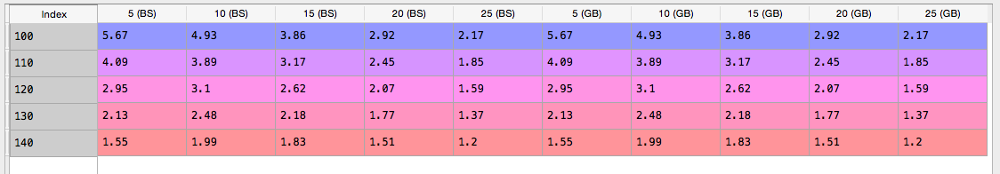 Index 5 (BS) 10 (BS) 15 (BS) 20 (BS) 25 (BS) 5 (GB) 10 (GB) 15 (GB) 20 (GB) 25 (GB)
100 5.67 4.93 3.86 2.92 2.17 5.67 4.93 3.86 2.92 2.17
110 4.09 3.89 3.17 2.45 1.85 4.09 3.89 3.17 2.45 1.85
120 2.95 3.1 2.62 2.07 1.59 2.95 3.1 2.62 2.07 1.59
130 2.13 2.48 2.18 1.77 1.37 2.13 2.48 2.18 1.77 1.37
140 1.55 1.99 1.83 1.51 1.2 1.55 1.99 1.83 1.51 1.2